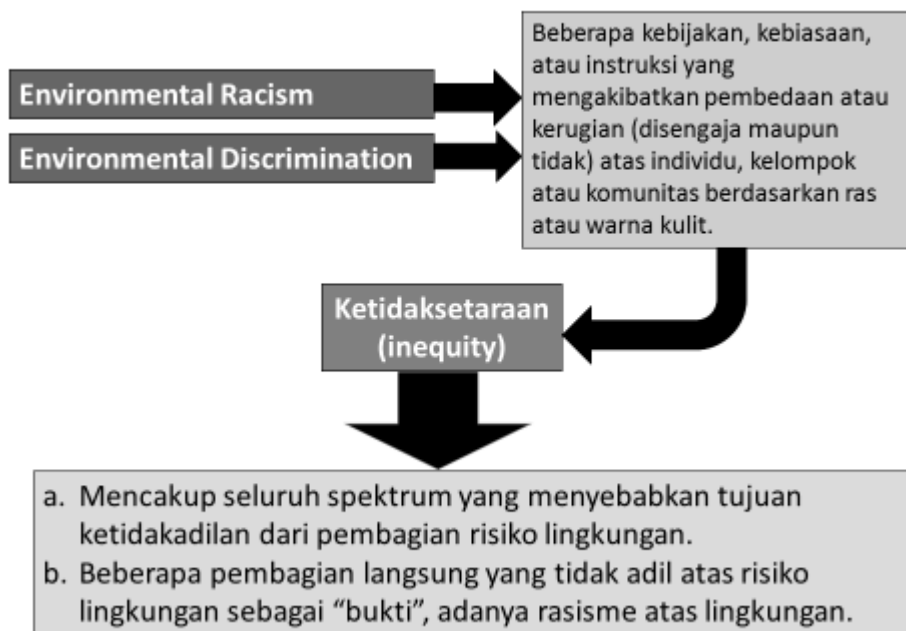 Environmental Racism
Environmental Discrimination
Beberapa kebijakan, kebiasaan,
atau instruksi yang
mengakibatkan pembedaan atau
kerugian (disengaja maupun
tidak) atas individu, kelompok
atau komunitas berdasarkan ras
atau warna kulit.
Ketidaksetaraan
(inequity)
a. Mencakup seluruh spektrum yang menyebabkan tujuan
ketidakadilan dari pembagian risiko lingkungan.
b. Beberapa pembagian langsung yang tidak adil atas risiko
lingkungan sebagai “bukti”, adanya rasisme atas lingkungan.